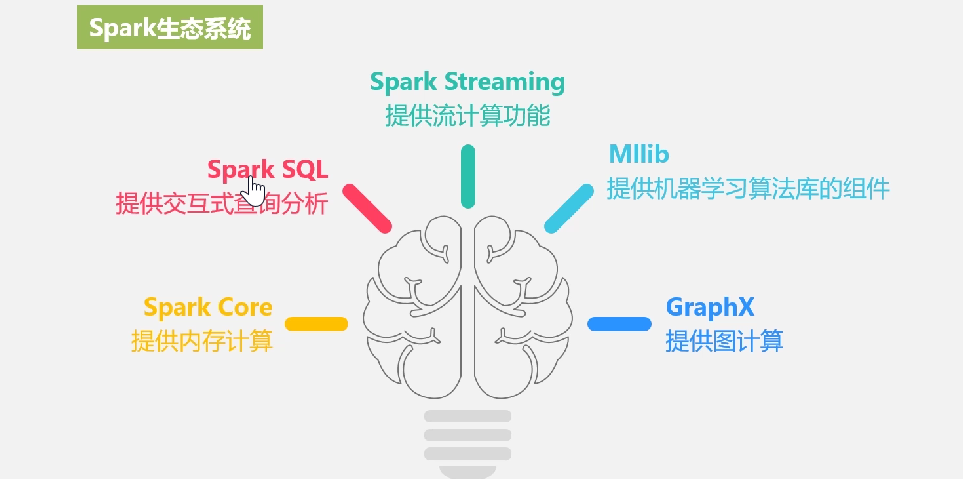 Spark生态系统
Spark Streaming
提供流计算功能
Spark SQL
提供交互式查询分析
Mllib
提供机器学习算法库的组件
Spark Core
提供内存计算
GraphX
提供图计算